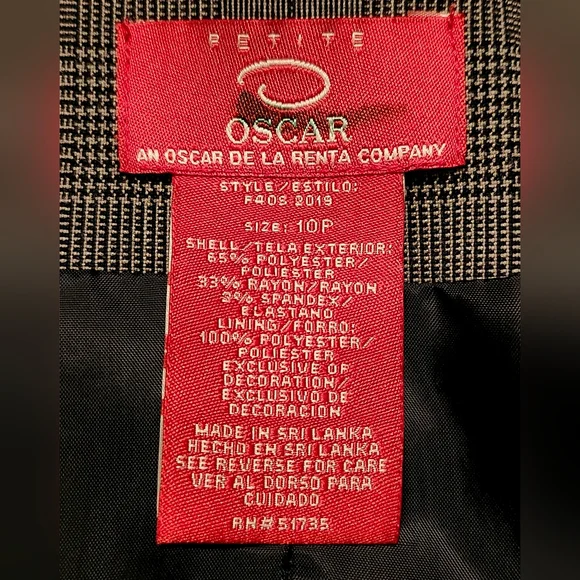 PETITE
OSCAR
AN OSCAR DE LA RENTA COMPANY
STYLE/ESTILO:
F40S 2019
SIZE: 10P
SHELL/TELA EXTERIOR:
65% POLYESTER/
POLIESTER
33% RAYON/RAYON
2% SPANDEX/
ELASTANO
LINING/FORRO:
100% POLYESTER/
POLIESTER
EXCLUSIVE OF
DECORATION/
EXCLUSIVO DE
DECORACION
MADE IN SRI LANKA
HECHO EN SRI LANKA
SEE REVERSE FOR CARE
VER AL DORSO PARA
CUIDADO
RN# 51735